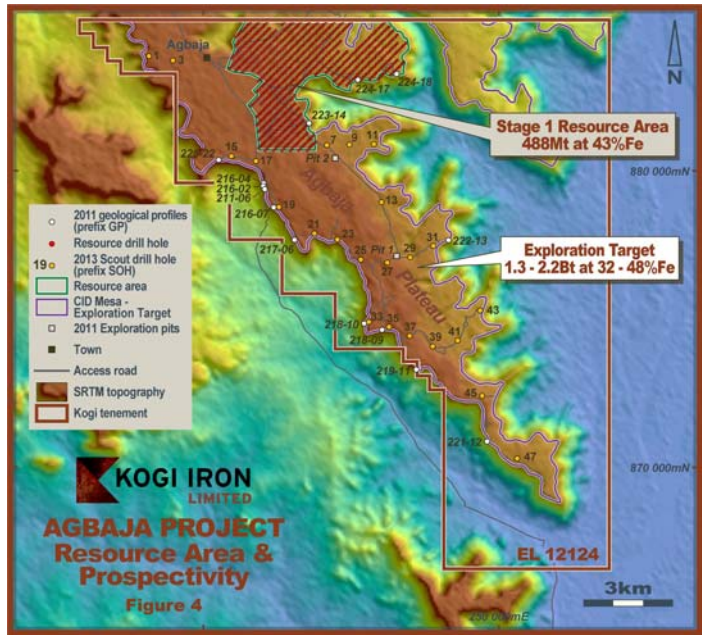 Agbaja
1
3
224-18
224-17
223-14
Stage 1 Resource Area
488Mt at 43%Fe
7
9
11
Pit 2
15
17
216-04
216-02
211-06
216-07
19
Agbaja
Plateau
13
880 000mN
21
23
217-06
25
Pit 1
27
29
31
222-13
Exploration Target
1.3 - 2.2Bt at 32 - 48%Fe
218-10
33
35
218-09
37
39
41
43
45
221-12
47
870 000mN
N
2011 geological profiles
(prefix GP)
Resource drill hole
19
2013 Scout drill hole
(prefix SOH)
Resource area
CID Mesa -
Exploration Target
2011 Exploration pits
Town
Access road
SRTM topography
Kogi tenement
KOGI IRON
LIMITED
AGBAJA PROJECT
Resource Area &
Prospectivity
Figure 4
EL 12124
3km